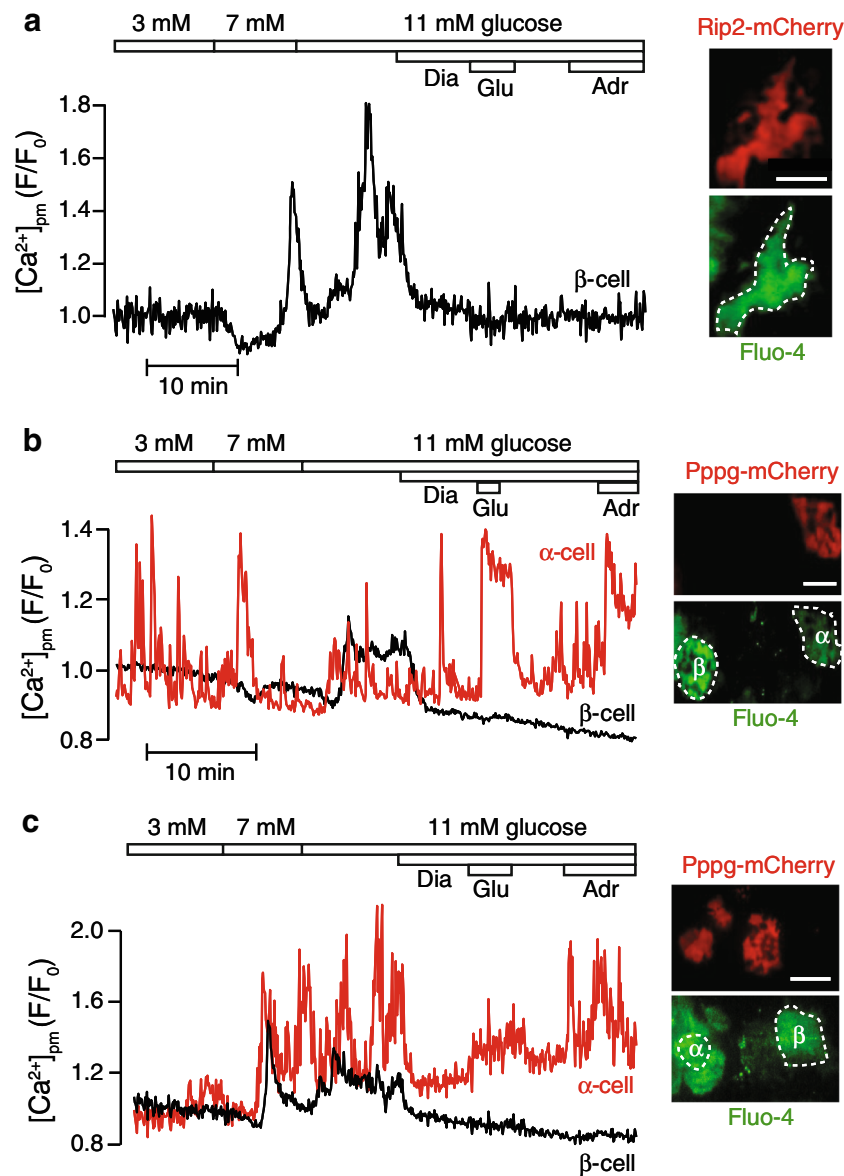 a
3 mM 7 mM 11 mM glucose
Dia Glu Adr
Rip2-mCherry
[Ca²⁺]pm (F/F₀)
1.8
1.6
1.4
1.2
1.0
β-cell
10 min
Fluo-4
b
3 mM 7 mM 11 mM glucose
Dia Glu Adr
Pppg-mCherry
[Ca²⁺]pm (F/F₀)
1.4
1.2
1.0
0.8
α-cell
β-cell
10 min
α
β
Fluo-4
c
3 mM 7 mM 11 mM glucose
Dia Glu Adr
Pppg-mCherry
[Ca²⁺]pm (F/F₀)
2.0
1.6
1.2
0.8
α-cell
β-cell
α
β
Fluo-4